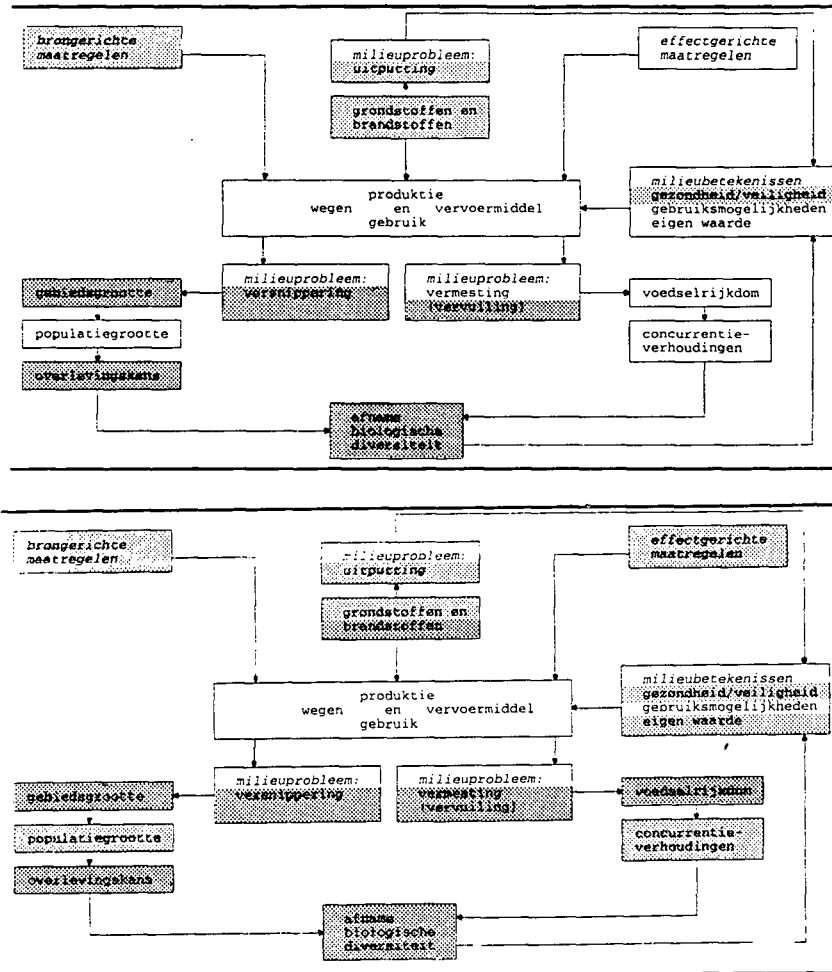 brongerichte
maatregelen
milieuprobleem:
uitputting
effectgerichte
maatregelen
grondstoffen en
brandstoffen
produktie
wegen en vervoermiddel
gebruik
milieubetekenissen
gezondheid/veiligheid
gebruiksmogelijkheden
eigen waarde
gebiedsgrootte
milieuprobleem:
versnippering
milieuprobleem:
vermesting
(vervuiling)
voedselrijkdom
populatiegrootte
concurrentie-
verhoudingen
overlevingskans
afname
biologische
diversiteit
brongerichte
maatregelen
milieuprobleem:
uitputting
effectgerichte
maatregelen
grondstoffen en
brandstoffen
produktie
wegen en vervoermiddel
gebruik
milieubetekenissen
gezondheid/veiligheid
gebruiksmogelijkheden
eigen waarde
gebiedsgrootte
milieuprobleem:
versnippering
milieuprobleem:
vermesting
(vervuiling)
voedselrijkdom
populatiegrootte
concurrentie-
verhoudingen
overlevingskans
afname
biologische
diversiteit